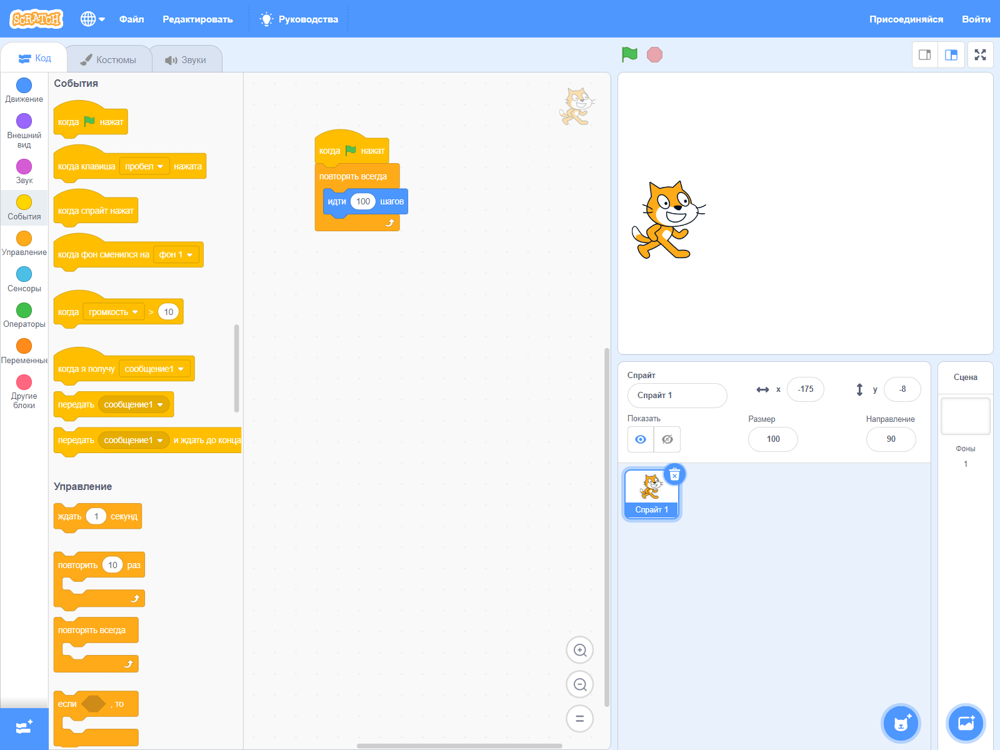 SCRATCH
Файл
Редактировать
Руководства
Присоединяйся
Войти
Код
Костюмы
Звуки
Движение
Внешний
вид
Звук
События
Управление
Сенсоры
Операторы
Переменные
Другие
блоки
События
когда нажат
когда клавиша пробел нажата
когда спрайт нажат
когда фон сменился на фон 1
когда громкость > 10
когда я получу сообщение1
передать сообщение1
передать сообщение1 и ждать до конца
Управление
ждать 1 секунд
повторить 10 раз
повторять всегда
если , то
когда нажат
повторять всегда
идти 100 шагов
Спрайт
Спрайт 1
x -175
y -8
Показать
Размер
100
Направление
90
Спрайт 1
Сцена
Фоны
1